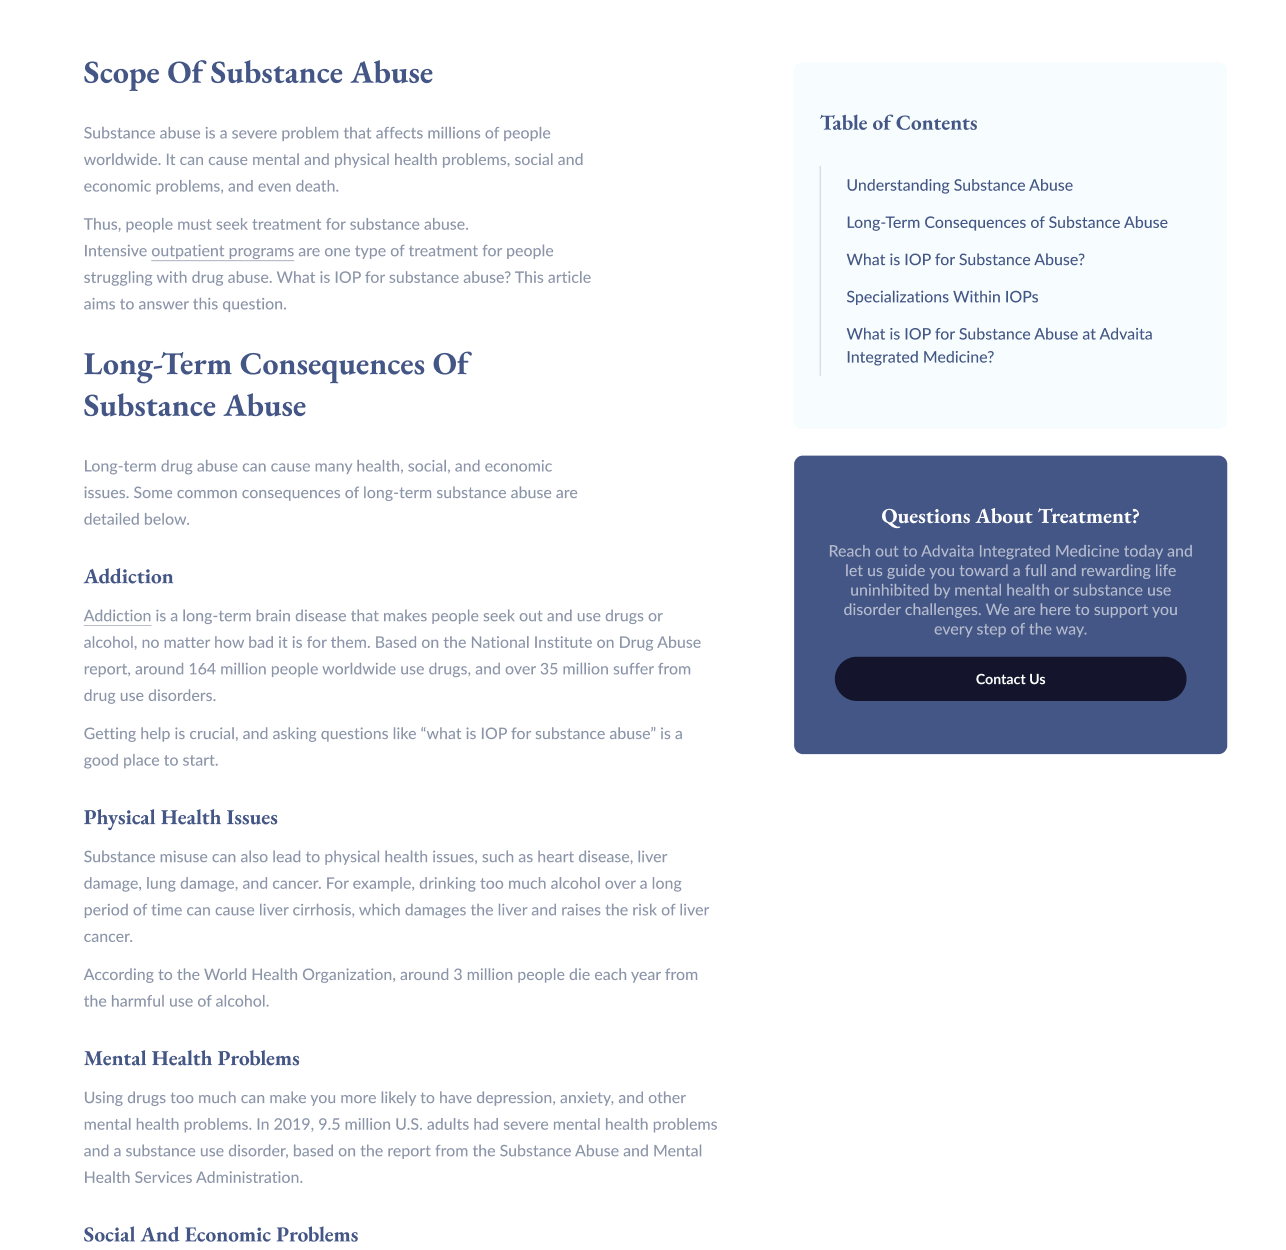 Scope Of Substance Abuse
Substance abuse is a severe problem that affects millions of people
worldwide. It can cause mental and physical health problems, social and
economic problems, and even death.
Thus, people must seek treatment for substance abuse.
Intensive outpatient programs are one type of treatment for people
struggling with drug abuse. What is IOP for substance abuse? This article
aims to answer this question.
Long-Term Consequences Of
Substance Abuse
Long-term drug abuse can cause many health, social, and economic
issues. Some common consequences of long-term substance abuse are
detailed below.
Addiction
Addiction is a long-term brain disease that makes people seek out and use drugs or
alcohol, no matter how bad it is for them. Based on the National Institute on Drug Abuse
report, around 164 million people worldwide use drugs, and over 35 million suffer from
drug use disorders.
Getting help is crucial, and asking questions like “what is IOP for substance abuse” is a
good place to start.
Physical Health Issues
Substance misuse can also lead to physical health issues, such as heart disease, liver
damage, lung damage, and cancer. For example, drinking too much alcohol over a long
period of time can cause liver cirrhosis, which damages the liver and raises the risk of liver
cancer.
According to the World Health Organization, around 3 million people die each year from
the harmful use of alcohol.
Mental Health Problems
Using drugs too much can make you more likely to have depression, anxiety, and other
mental health problems. In 2019, 9.5 million U.S. adults had severe mental health problems
and a substance use disorder, based on the report from the Substance Abuse and Mental
Health Services Administration.
Social And Economic Problems
Table of Contents
Understanding Substance Abuse
Long-Term Consequences of Substance Abuse
What is IOP for Substance Abuse?
Specializations Within IOPs
What is IOP for Substance Abuse at Advaita
Integrated Medicine?
Questions About Treatment?
Reach out to Advaita Integrated Medicine today and
let us guide you toward a full and rewarding life
uninhibited by mental health or substance use
disorder challenges. We are here to support you
every step of the way.
Contact Us